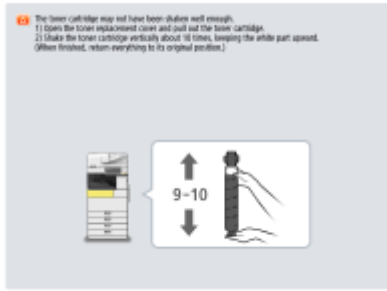 The toner cartridge may not have been shaken well enough.
1) Open the toner replacement cover and pull out the toner cartridge.
2) Shake the toner cartridge vertically about 10 times, keeping the white part upward.
(When finished, return everything to its original position.)
9-10